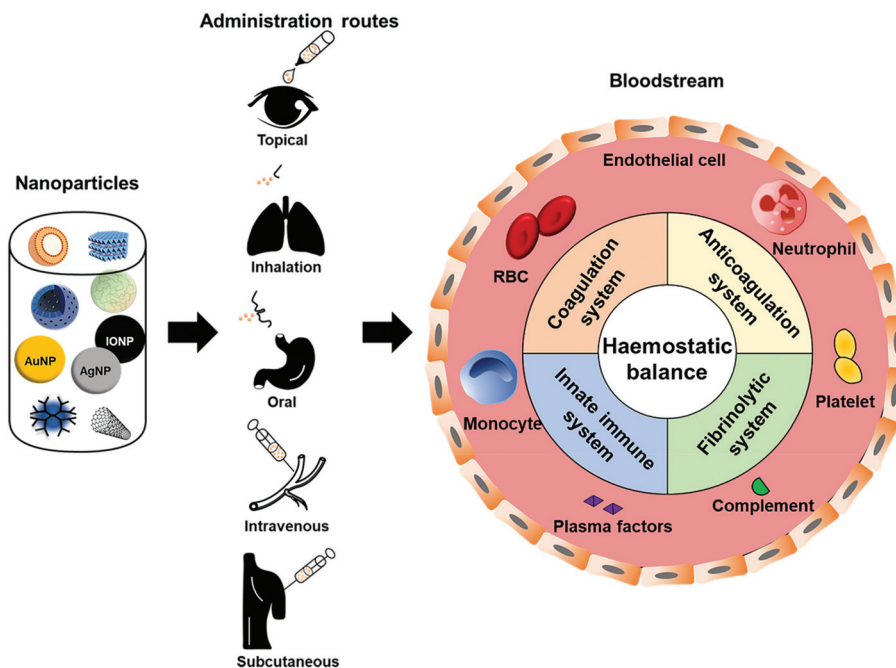 Administration routes
Topical
Inhalation
Oral
Intravenous
Subcutaneous
Nanoparticles
IONP
AuNP
AgNP
Bloodstream
Endothelial cell
Neutrophil
RBC
Platelet
Monocyte
Complement
Plasma factors
Coagulation
system
Anticoagulation
system
Haemostatic
balance
Innate immune
system
Fibrinolytic
system